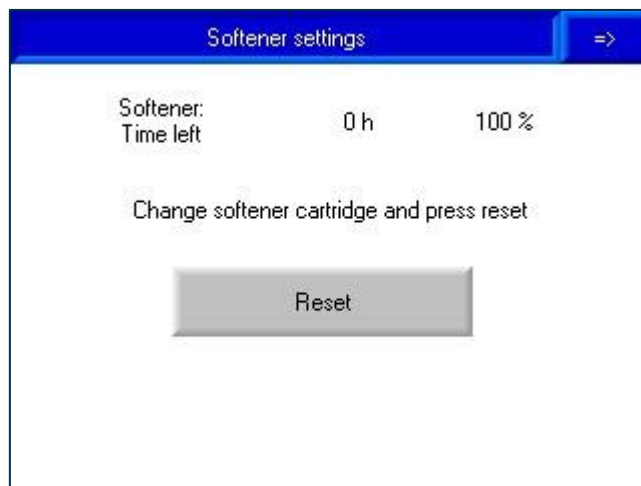 Softener settings =>
Softener:
Time left 0 h 100 %
Change softener cartridge and press reset
Reset